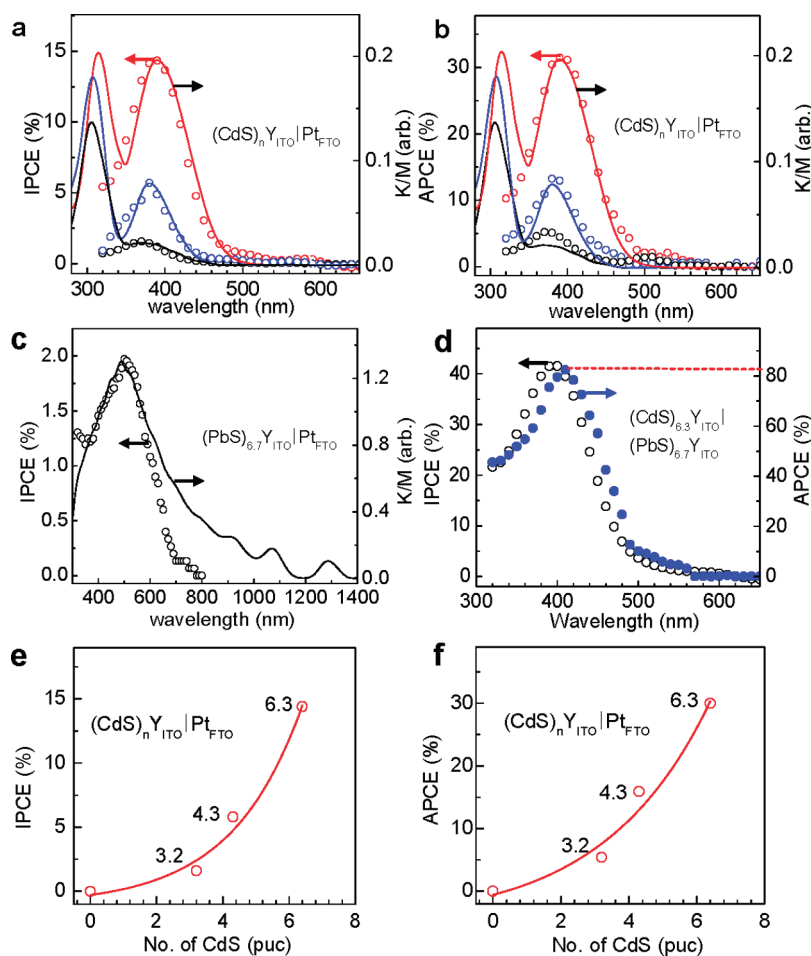 a
15
10
5
0
IPCE (%)
0.2
0.1
0.0
K/M (arb.)
(CdS)nYITO|PtFTO
300 400 500 600
wavelength (nm)
b
30
20
10
0
APCE (%)
0.2
0.1
0.0
K/M (arb.)
(CdS)nYITO|PtFTO
300 400 500 600
wavelength (nm)
c
2.0
1.5
1.0
0.5
0.0
IPCE (%)
1.2
0.8
0.4
0.0
K/M (arb.)
(PbS)6.7YITO|PtFTO
400 600 800 1000 1200 1400
wavelength (nm)
d
40
30
20
10
0
IPCE (%)
80
60
40
20
0
APCE (%)
(CdS)6.3YITO|
(PbS)6.7YITO
300 400 500 600
Wavelength (nm)
e
15
10
5
0
IPCE (%)
(CdS)nYITO|PtFTO
6.3
4.3
3.2
0 2 4 6 8
No. of CdS (puc)
f
30
20
10
0
APCE (%)
(CdS)nYITO|PtFTO
6.3
4.3
3.2
0 2 4 6 8
No. of CdS (puc)